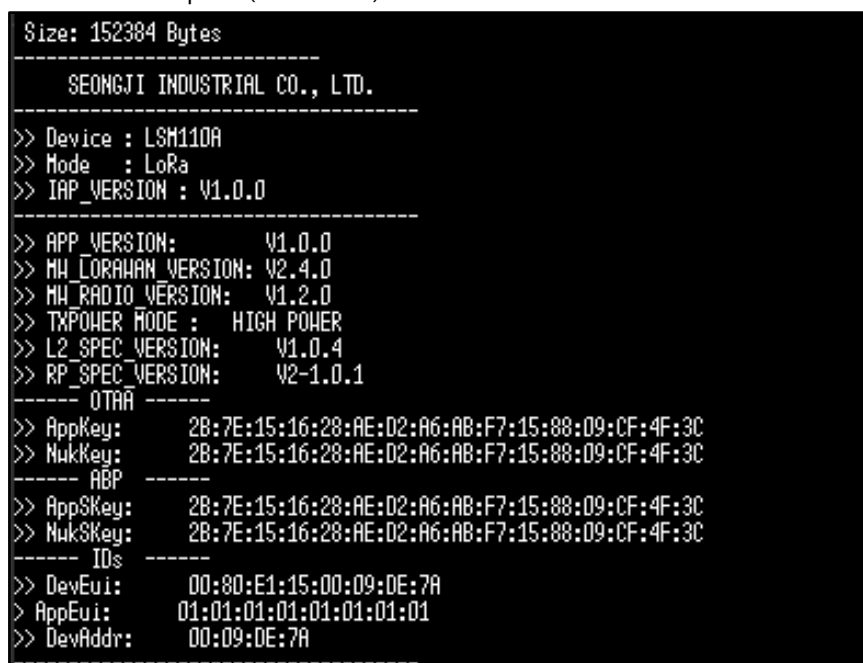 Size: 152384 Bytes
----------------------------
SEONGJI INDUSTRIAL CO., LTD.
-------------------------------------
>> Device : LSM110A
>> Mode   : LoRa
>> IAP_VERSION : V1.0.0
-------------------------------------
>> APP_VERSION:        V1.0.0
>> MW_LORAWAN_VERSION: V2.4.0
>> MW_RADIO_VERSION:   V1.2.0
>> TXPOWER MODE :   HIGH POWER
>> L2_SPEC_VERSION:     V1.0.4
>> RP_SPEC_VERSION:     V2-1.0.1
------ OTAA ------
>> AppKey:      2B:7E:15:16:28:AE:D2:A6:AB:F7:15:88:09:CF:4F:3C
>> NwkKey:      2B:7E:15:16:28:AE:D2:A6:AB:F7:15:88:09:CF:4F:3C
------ ABP  ------
>> AppSKey:     2B:7E:15:16:28:AE:D2:A6:AB:F7:15:88:09:CF:4F:3C
>> NwkSKey:     2B:7E:15:16:28:AE:D2:A6:AB:F7:15:88:09:CF:4F:3C
------ IDs  ------
>> DevEui:      00:80:E1:15:00:09:DE:7A
> AppEui:      01:01:01:01:01:01:01:01
>> DevAddr:     00:09:DE:7A